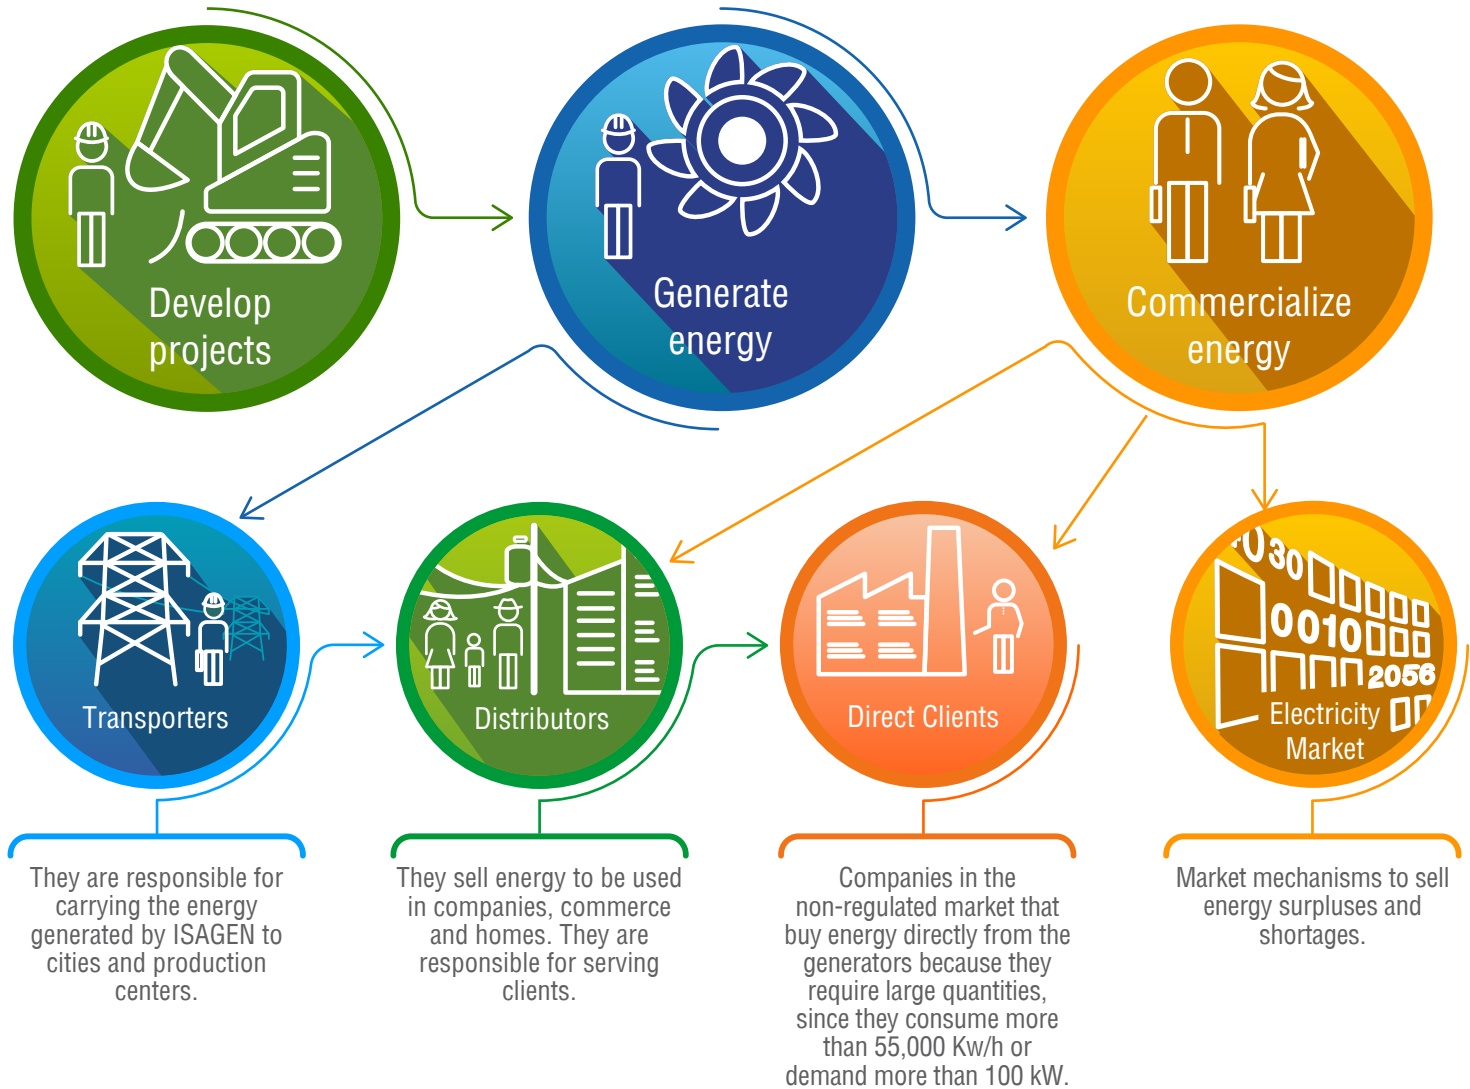 Develop
projects
Generate
energy
Commercialize
energy
30
0010
2056
Transporters
Distributors
Direct Clients
Electricity
Market
They are responsible for
carrying the energy
generated by ISAGEN to
cities and production
centers.
They sell energy to be used
in companies, commerce
and homes. They are
responsible for serving
clients.
Companies in the
non-regulated market that
buy energy directly from the
generators because they
require large quantities,
since they consume more
than 55,000 Kw/h or
demand more than 100 kW.
Market mechanisms to sell
energy surpluses and
shortages.